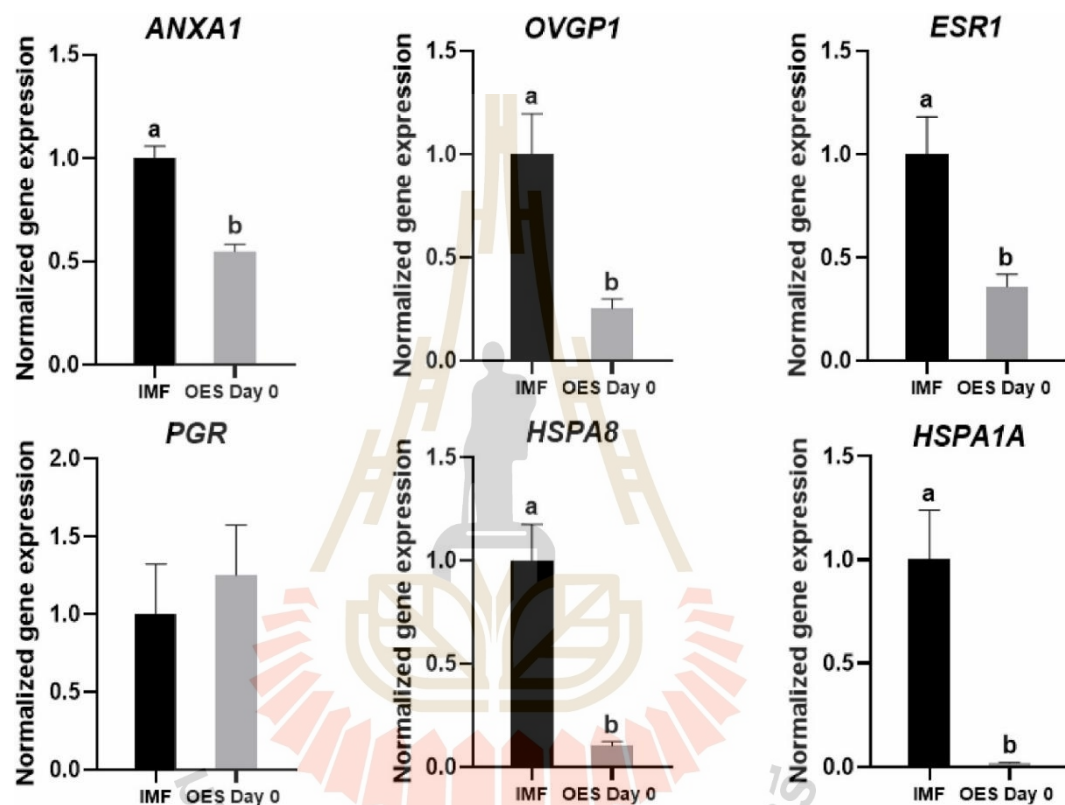 ANXA1
Normalized gene expression
1.5
1.0
0.5
0.0
a
b
IMF OES Day 0
OVGP1
Normalized gene expression
1.5
1.0
0.5
0.0
a
b
IMF OES Day 0
ESR1
Normalized gene expression
1.5
1.0
0.5
0.0
a
b
IMF OES Day 0
PGR
Normalized gene expression
2.0
1.5
1.0
0.5
0.0
IMF OES Day 0
HSPA8
Normalized gene expression
1.5
1.0
0.5
0.0
a
b
IMF OES Day 0
HSPA1A
Normalized gene expression
1.5
1.0
0.5
0.0
a
b
IMF OES Day 0